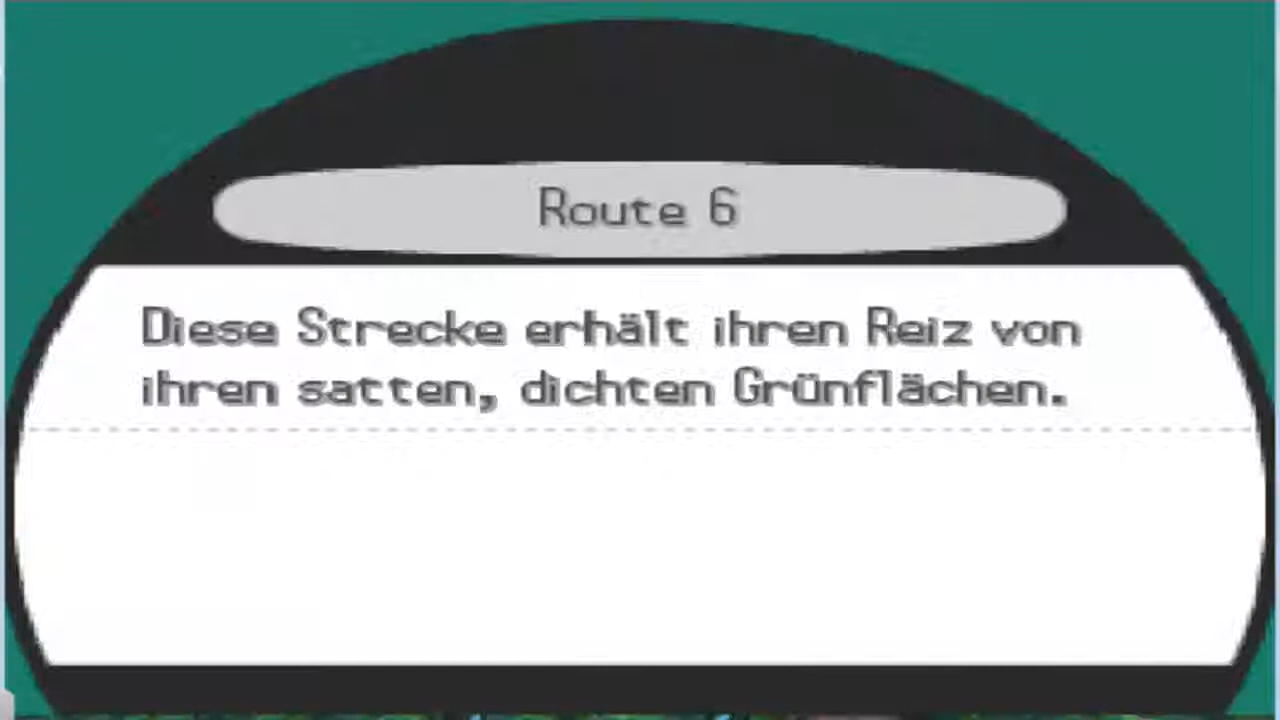 Route 6
Diese Strecke erhält ihren Reiz von
ihren satten, dichten Grünflächen.